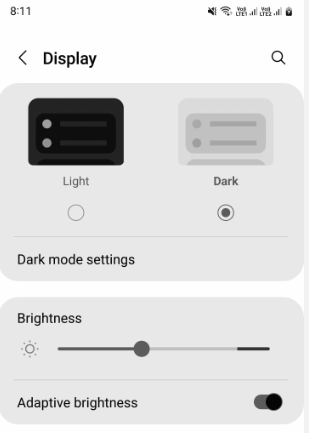 8:11
Display
Light
Dark
Dark mode settings
Brightness
Adaptive brightness